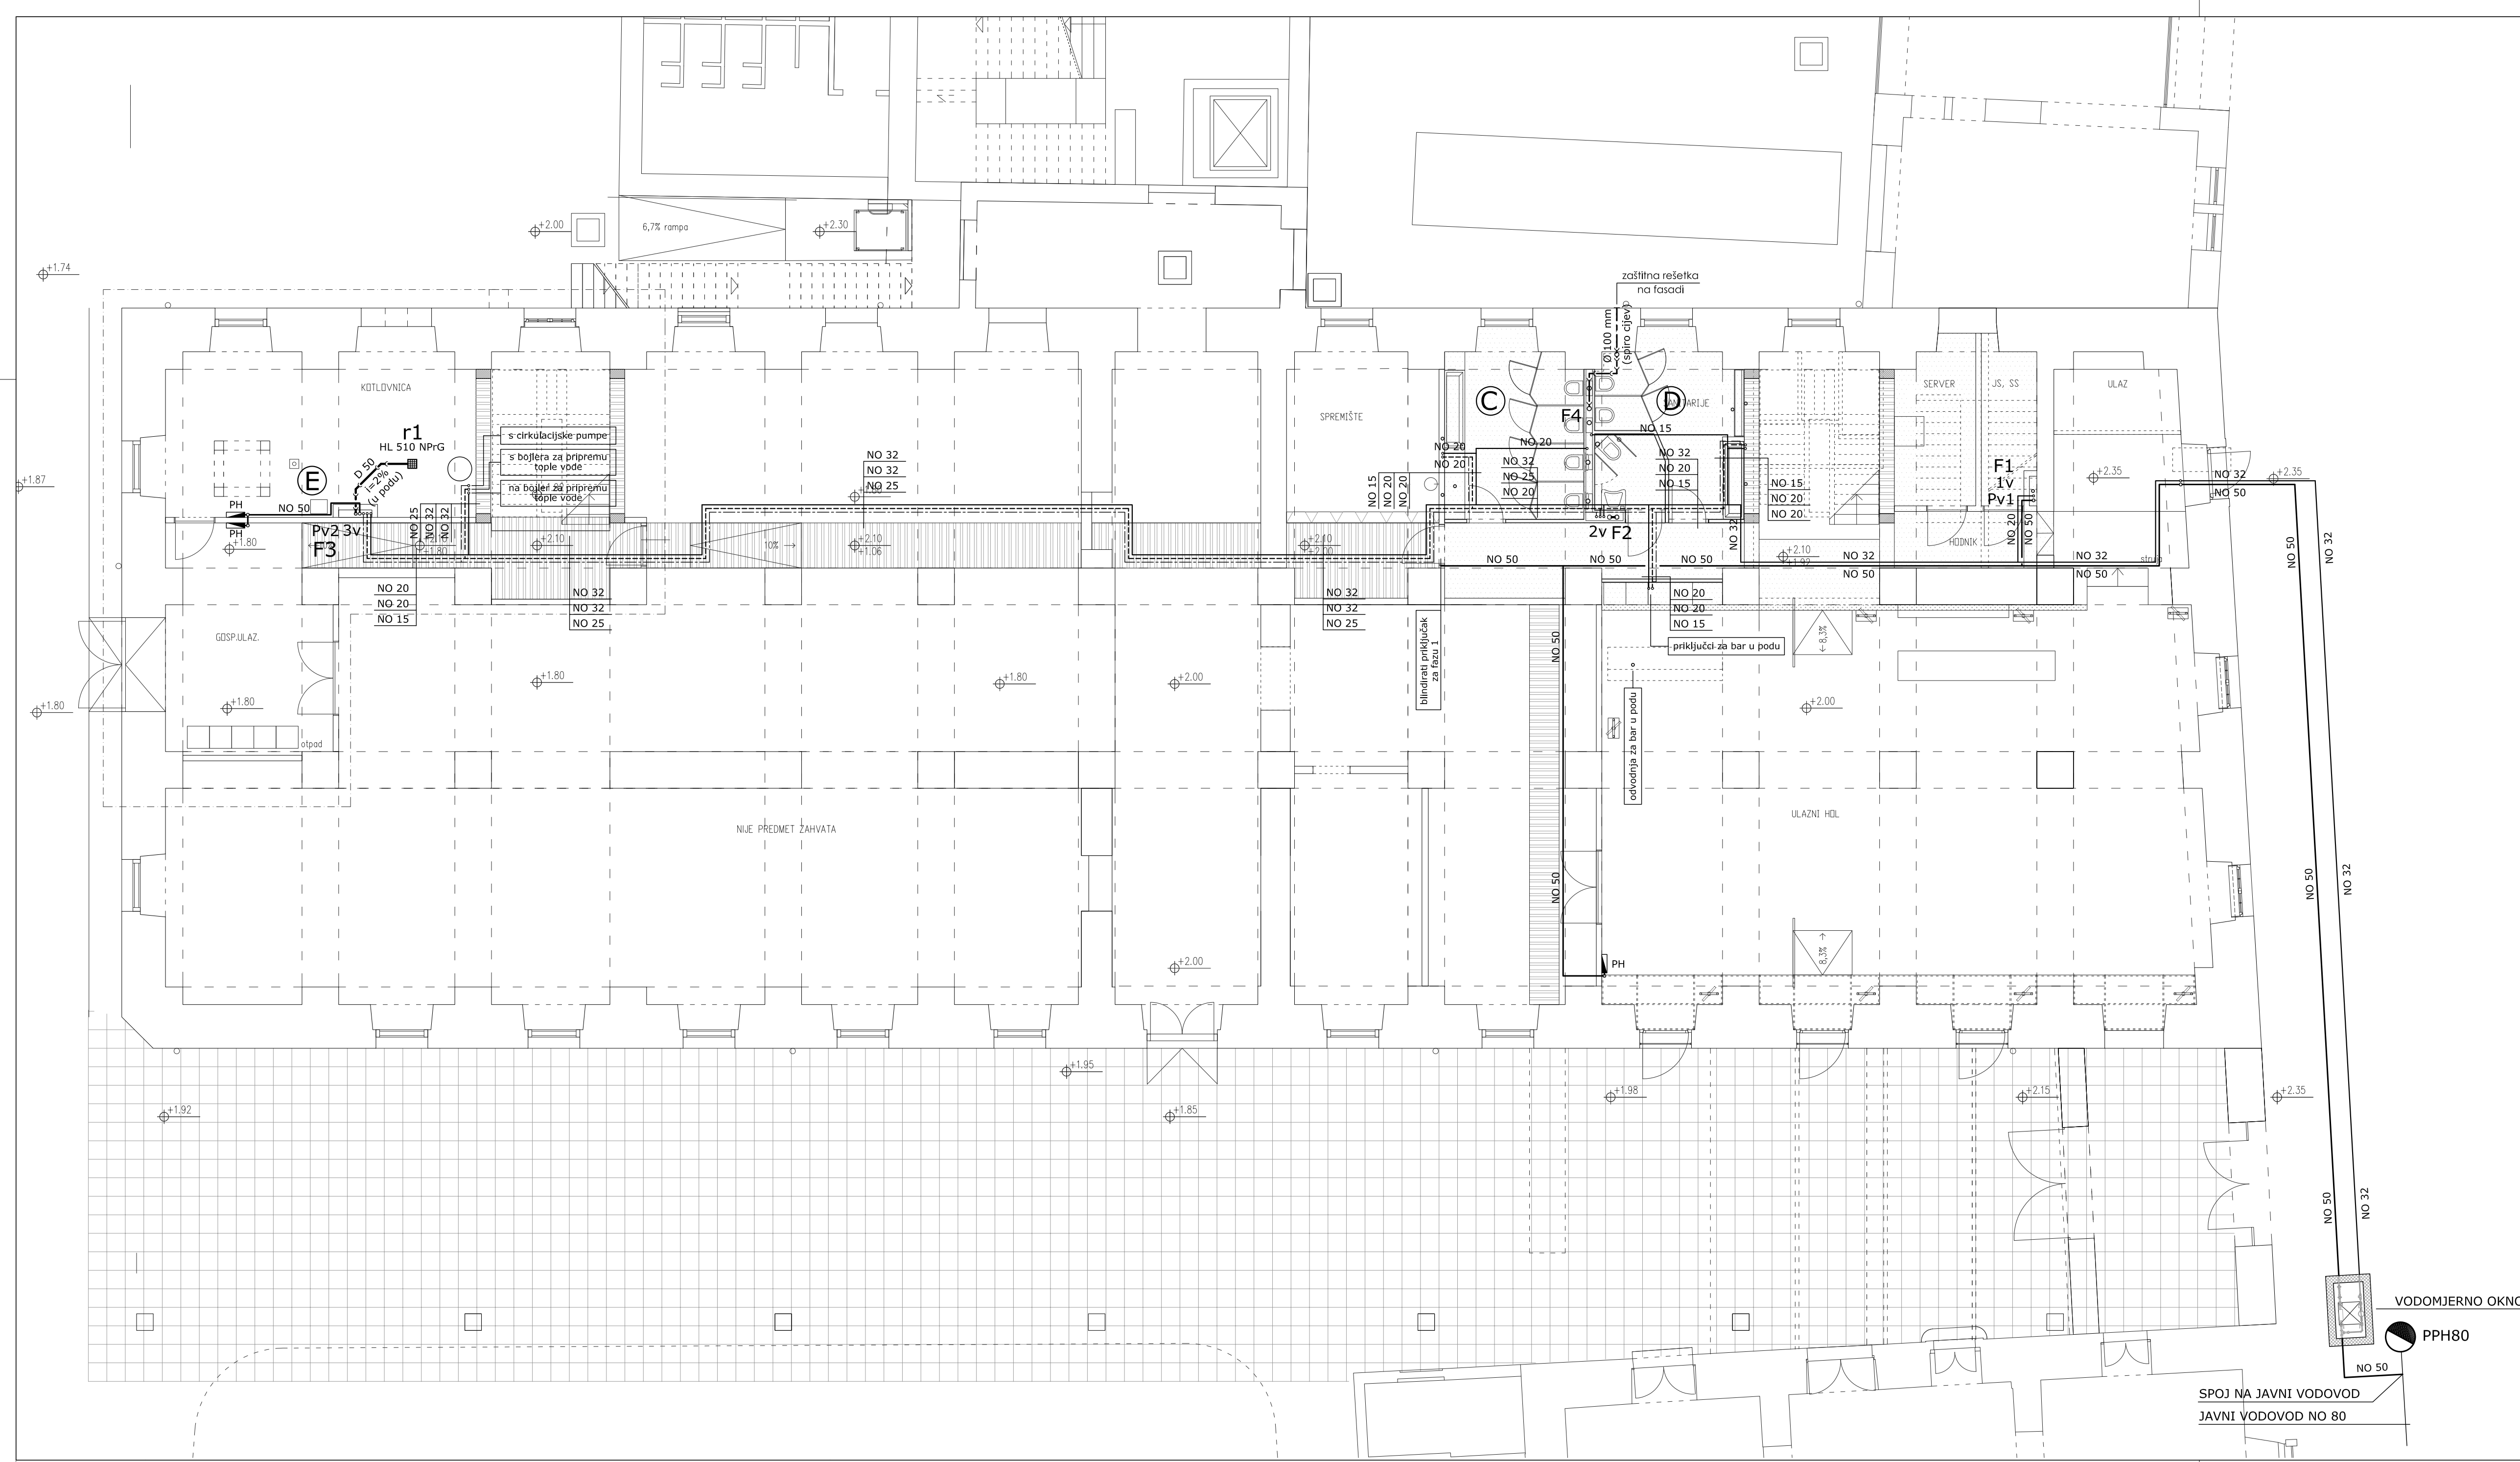 +2.00
6,7% rampa
+2.30
+1.74
zaštitna rešetka
na fasadi
Ø 100 mm
(spiro cijev)
KOTLOVNICA
r1
HL 510 NPrG
D 50
i=2%
(u podu)
E
s cirkulacijske pumpe
s bojlera za pripremu
tople vode
na bojler za pripremu
tople vode
NO 32
NO 32
NO 25
SPREMIŠTE
C
F4
D
SANITARIJE
SERVER
JS, SS
ULAZ
NO 20
NO 20
NO 20
NO 15
NO 32
NO 25
NO 20
NO 32
NO 20
NO 15
NO 15
NO 20
NO 20
NO 15
NO 20
NO 20
F1
1v
Pv1
NO 20
NO 50
+2.35
NO 32
NO 50
+2.35
+1.87
PH
PH
NO 50
Pv2 3v
F3
+1.80
NO 25
NO 32
NO 32
+2.10
+1.80
+2.10
10%
+2.10
+1.06
+2.10
+2.00
2v F2
NO 32
+2.10
+1.92
HODNIK
struja
NO 50
NO 50
NO 50
NO 32
NO 50
NO 32
NO 50
NO 50
NO 32
NO 20
NO 20
NO 15
NO 32
NO 32
NO 25
NO 32
NO 32
NO 25
NO 20
NO 20
NO 15
blindirati priključak
za fazu 1
priključci za bar u podu
NO 50
8,3%
GOSP.ULAZ.
+1.80
+1.80
+1.80
+1.80
+2.00
+2.00
odvodnja za bar u podu
otpad
NIJE PREDMET ZAHVATA
ULAZNI HOL
NO 50
NO 50
NO 32
8,3%
+2.00
PH
+1.95
+1.92
+1.85
+1.98
+2.15
+2.35
NO 50
NO 32
VODOMJERNO OKNO
PPH80
NO 50
SPOJ NA JAVNI VODOVOD
JAVNI VODOVOD NO 80